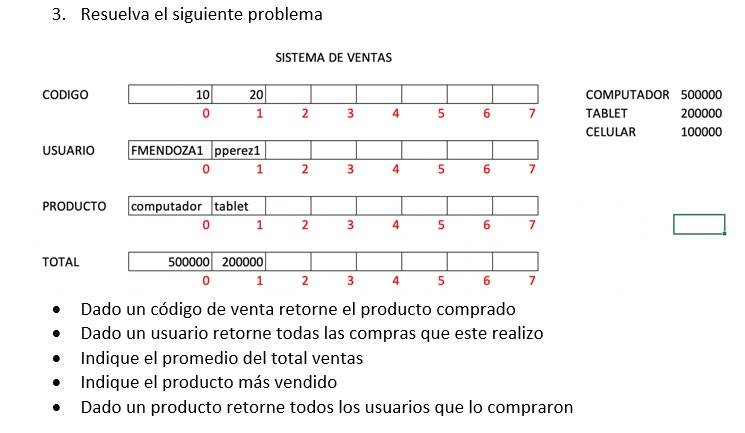 3. Resuelva el siguiente problema
SISTEMA DE VENTAS
CODIGO 10 20
0 1 2 3 4 5 6 7
COMPUTADOR 500000
TABLET 200000
CELULAR 100000
USUARIO FMENDOZA1 pperez1
0 1 2 3 4 5 6 7
PRODUCTO computador tablet
0 1 2 3 4 5 6 7
TOTAL 500000 200000
0 1 2 3 4 5 6 7
• Dado un código de venta retorne el producto comprado
• Dado un usuario retorne todas las compras que este realizo
• Indique el promedio del total ventas
• Indique el producto más vendido
• Dado un producto retorne todos los usuarios que lo compraron